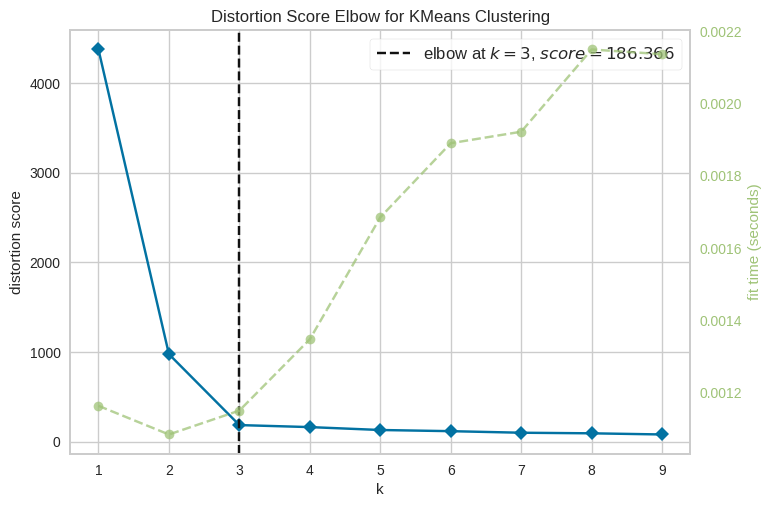 Distortion Score Elbow for KMeans Clustering
elbow at k = 3, score = 186.366
distortion score
4000
3000
2000
1000
0
1 2 3 4 5 6 7 8 9
k
0.0022
0.0020
0.0018
0.0016
0.0014
0.0012
fit time (seconds)